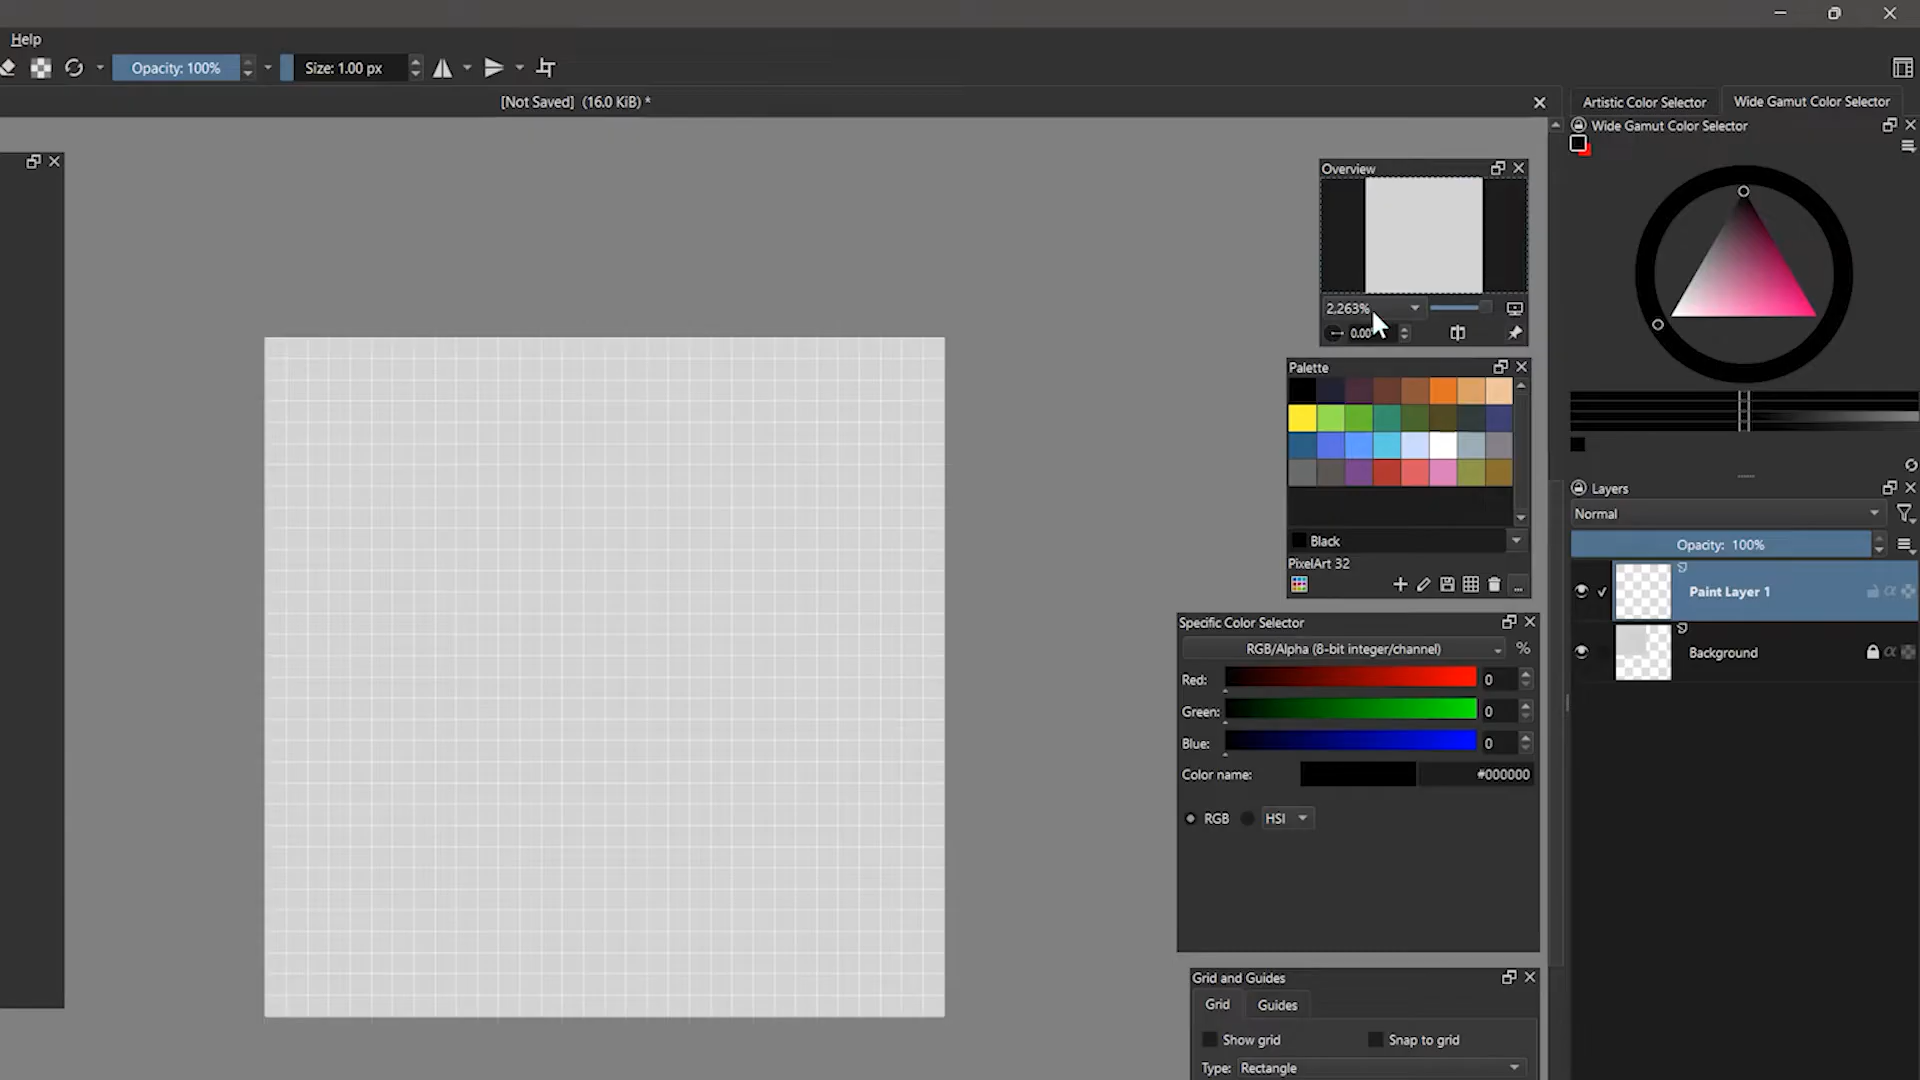 Help
Opacity: 100%
Size: 1.00 px
[Not Saved] (16.0 KiB) *
Artistic Color Selector
Wide Gamut Color Selector
Wide Gamut Color Selector
Overview
2,263%
0.00°
Palette
Black
PixelArt 32
...
Layers
Normal
Opacity: 100%
Paint Layer 1
Background
Specific Color Selector
RGB/Alpha (8-bit integer/channel)
%
Red:
0
Green:
0
Blue:
0
Color name:
#000000
RGB
HSI
Grid and Guides
Grid
Guides
Show grid
Snap to grid
Type:
Rectangle